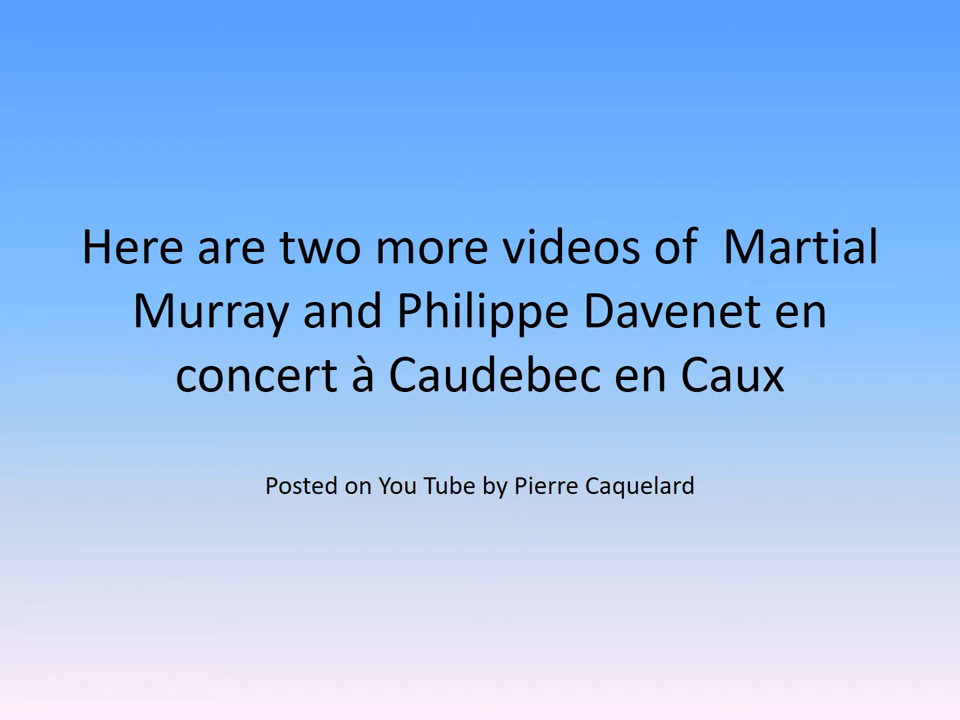 Here are two more videos of  Martial
Murray and Philippe Davenet en
concert à Caudebec en Caux
Posted on You Tube by Pierre Caquelard